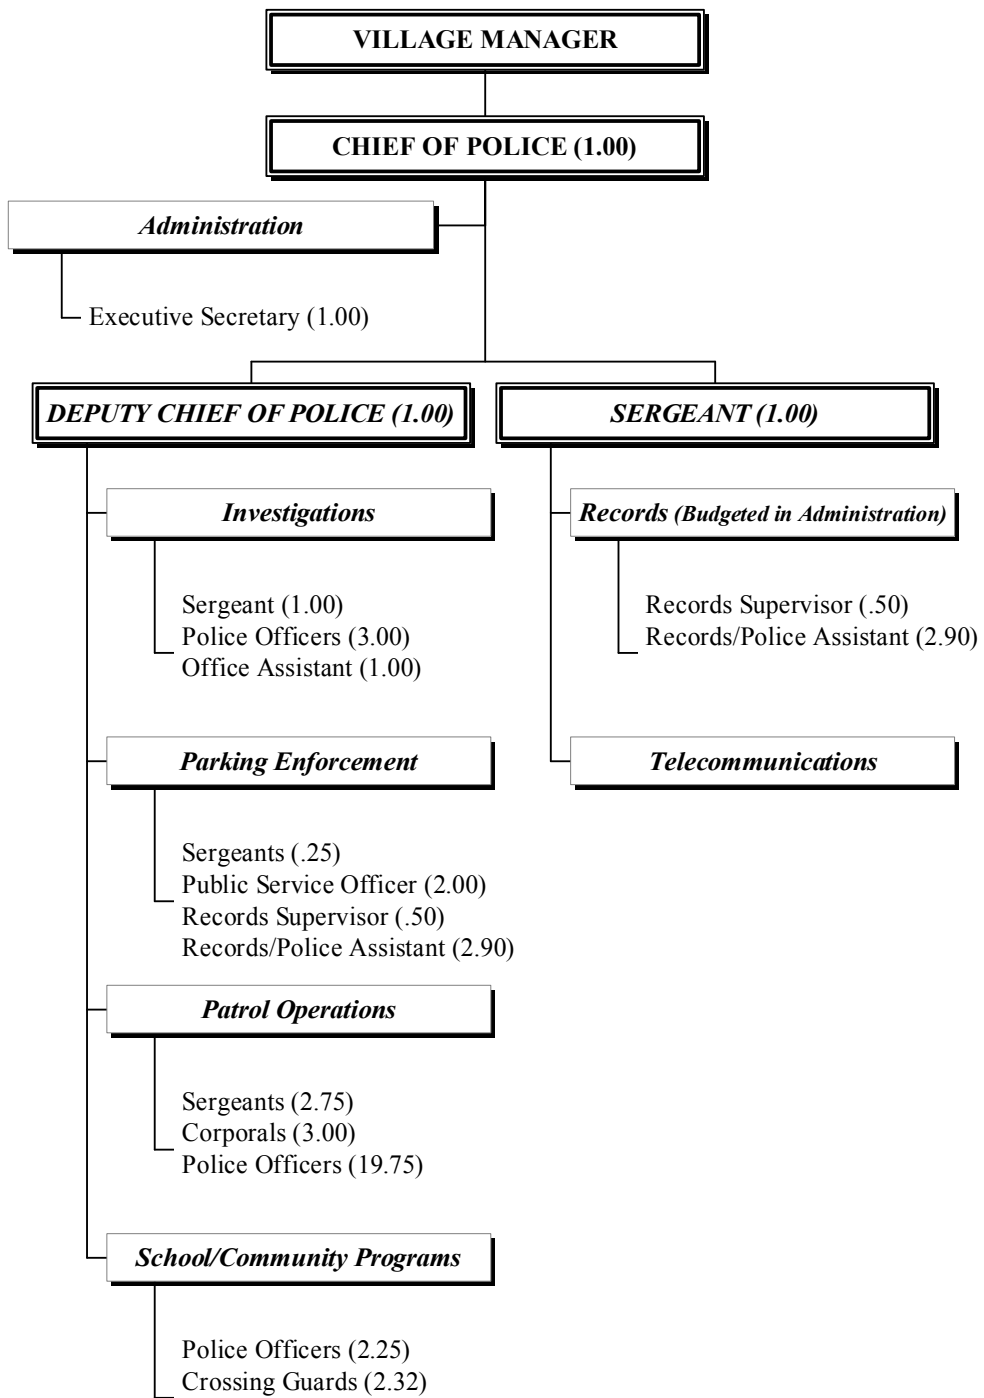 VILLAGE MANAGER
CHIEF OF POLICE (1.00)
Administration
Executive Secretary (1.00)
DEPUTY CHIEF OF POLICE (1.00)
SERGEANT (1.00)
Investigations
Sergeant (1.00)
Police Officers (3.00)
Office Assistant (1.00)
Records (Budgeted in Administration)
Records Supervisor (.50)
Records/Police Assistant (2.90)
Parking Enforcement
Sergeants (.25)
Public Service Officer (2.00)
Records Supervisor (.50)
Records/Police Assistant (2.90)
Telecommunications
Patrol Operations
Sergeants (2.75)
Corporals (3.00)
Police Officers (19.75)
School/Community Programs
Police Officers (2.25)
Crossing Guards (2.32)